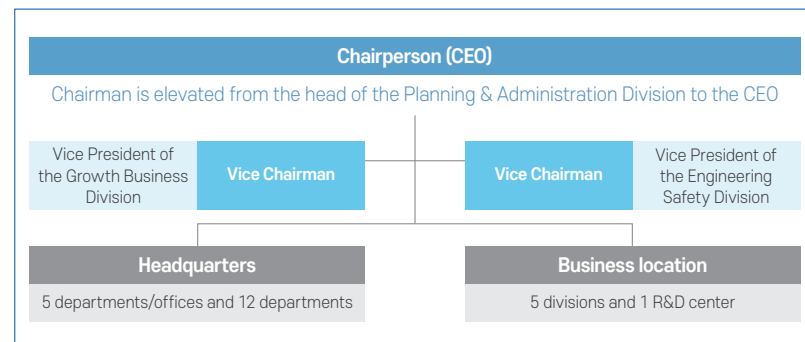 Chairperson (CEO)
Chairman is elevated from the head of the Planning & Administration Division to the CEO
Vice President of
the Growth Business
Division
Vice Chairman
Vice Chairman
Vice President of
the Engineering
Safety Division
Headquarters
5 departments/offices and 12 departments
Business location
5 divisions and 1 R&D center